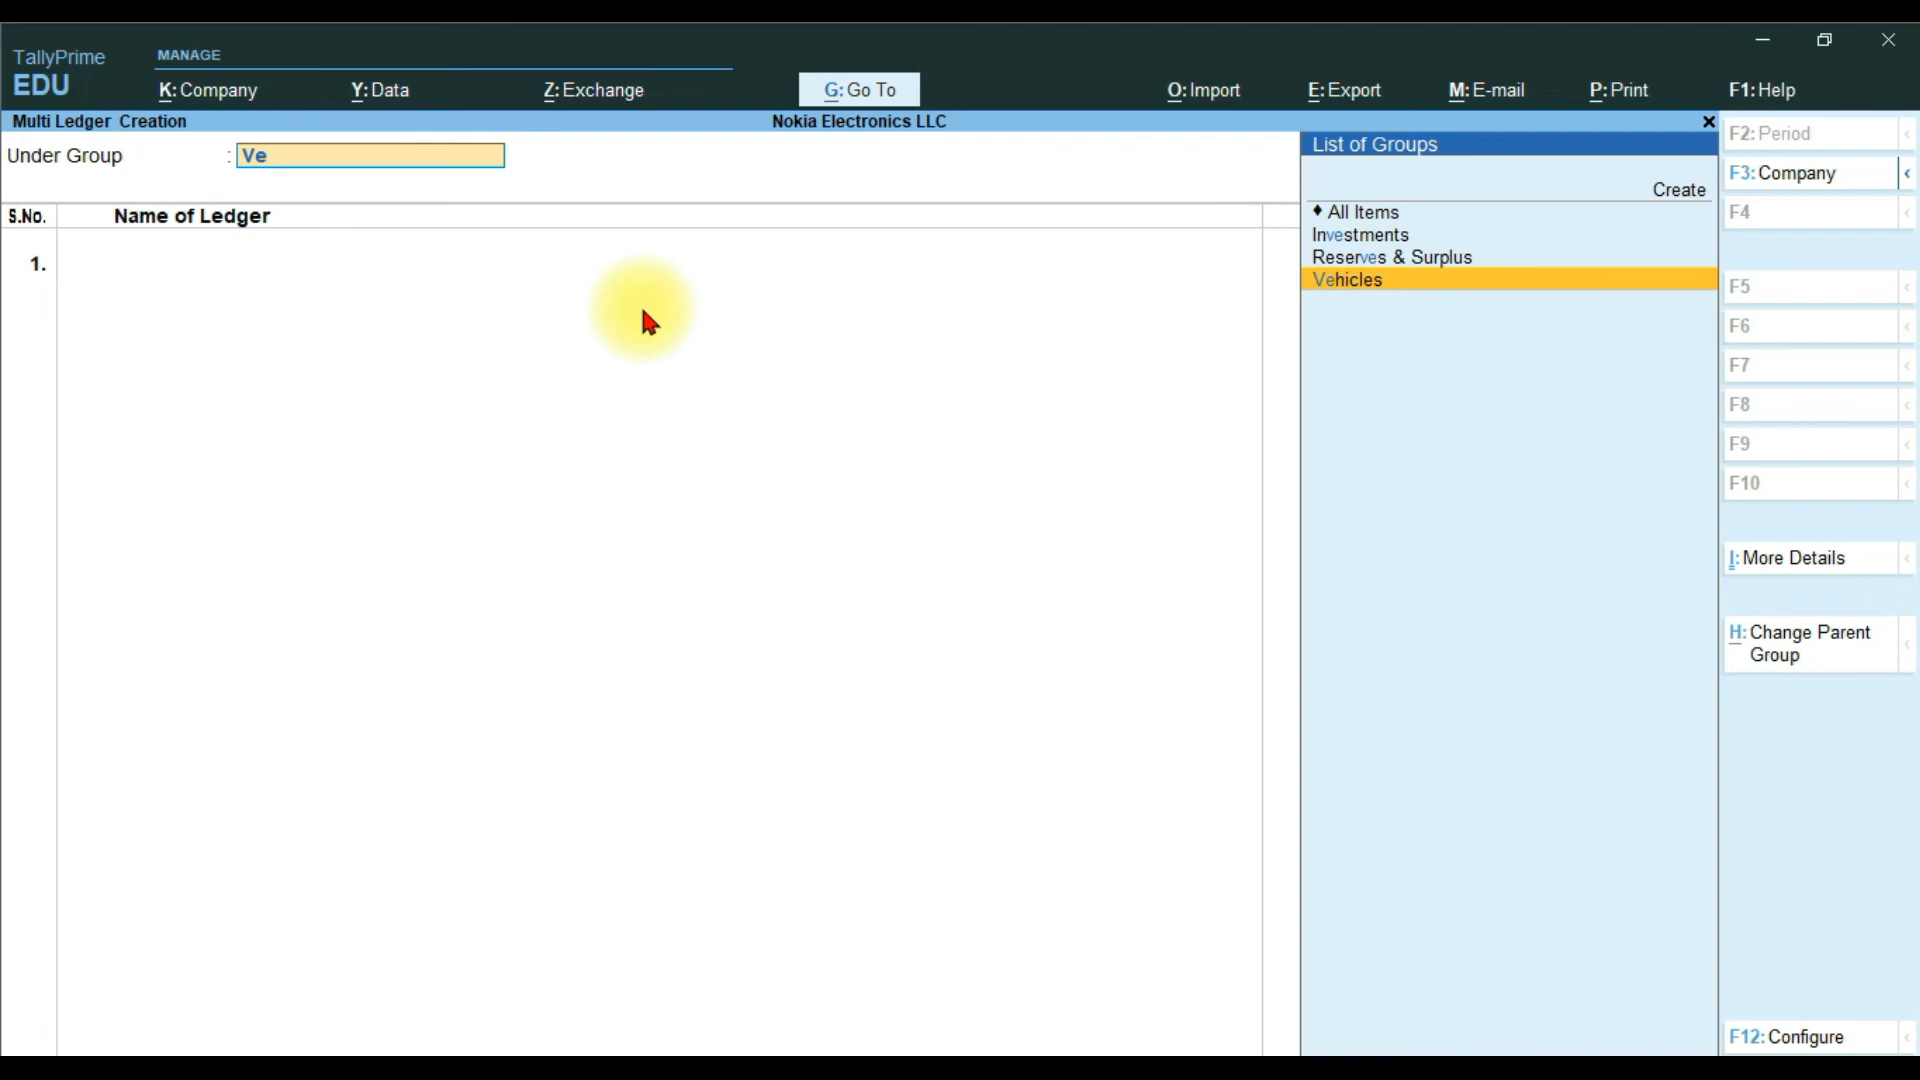 TallyPrime
EDU
MANAGE
K: Company
Y: Data
Z: Exchange
G: Go To
O: Import
E: Export
M: E-mail
P: Print
F1: Help
Multi Ledger Creation
Nokia Electronics LLC
Under Group : Ve
S.No. Name of Ledger
1.
List of Groups
Create
♦ All Items
Investments
Reserves & Surplus
Vehicles
F2: Period
F3: Company
F4
F5
F6
F7
F8
F9
F10
I: More Details
H: Change Parent
Group
F12: Configure